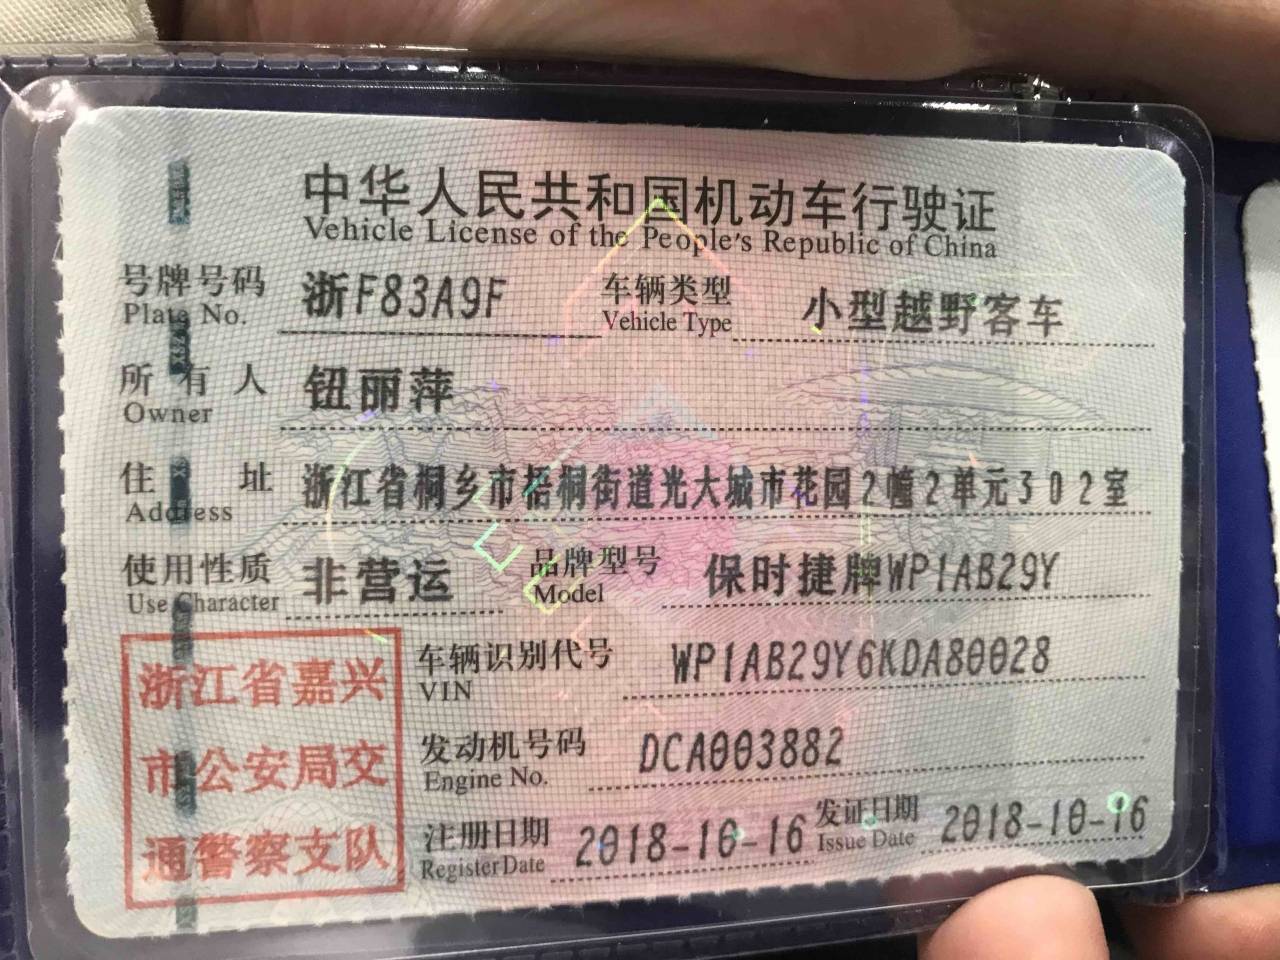 中华人民共和国机动车行驶证
Vehicle License of the People's Republic of China
号牌号码 浙F83A9F 车辆类型 小型越野客车
Plate No. Vehicle Type
所有人 钮丽萍
Owner
住址 浙江省桐乡市梧桐街道光大城市花园2幢2单元302室
Address
使用性质 非营运 品牌型号 保时捷牌WP1AB29Y
Use Character Model
浙江省嘉兴
市公安局交
通警察支队
车辆识别代号 WP1AB29Y6KDA80028
VIN
发动机号码 DCA003882
Engine No.
注册日期 2018-10-16 发证日期 2018-10-16
Register Date Issue Date